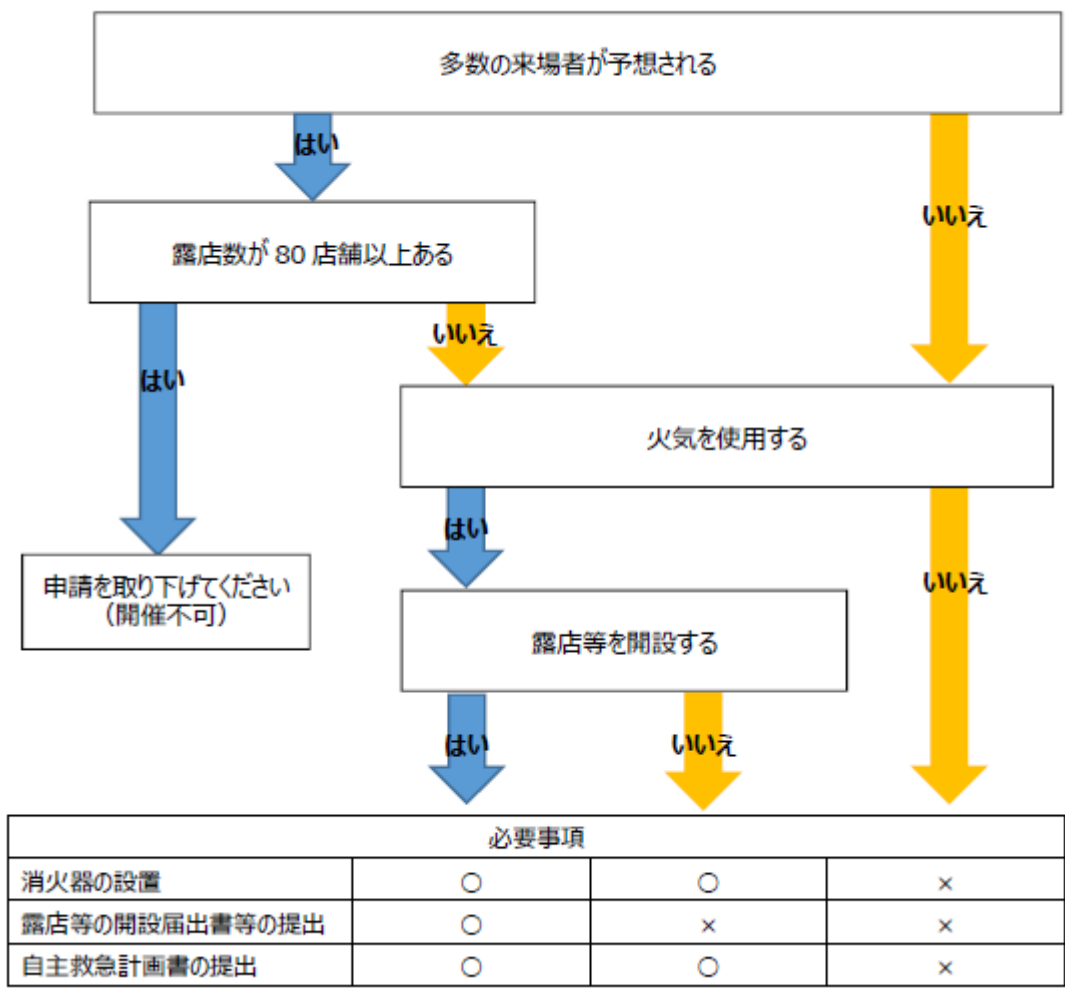 多数の来場者が予想される
はい
いいえ
露店数が 80 店舗以上ある
はい
いいえ
火気を使用する
はい
いいえ
申請を取り下げてください
（開催不可）
露店等を開設する
はい
いいえ
必要事項
消火器の設置 ○ ○ ×
露店等の開設届出書等の提出 ○ × ×
自主救急計画書の提出 ○ ○ ×